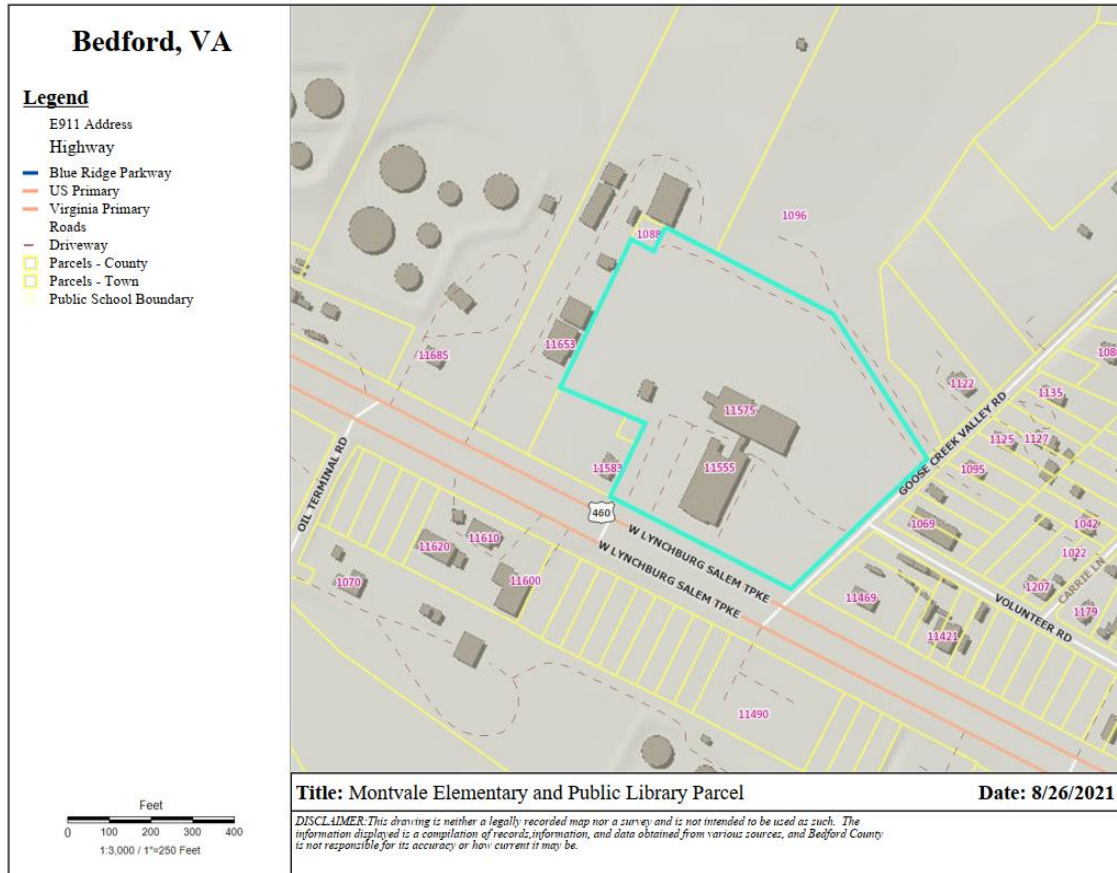 Bedford, VA
Legend
E911 Address
Highway
Blue Ridge Parkway
US Primary
Virginia Primary
Roads
Driveway
Parcels - County
Parcels - Town
Public School Boundary
Feet
0 100 200 300 400
1:3,000 / 1"=250 Feet
1096
1088
11653
11685
11575
11555
11583
460
W LYNCHBURG SALEM TPKE
W LYNCHBURG SALEM TPKE
OIL TERMINAL RD
GOOSE CREEK VALLEY RD
1122
1135
1125
1127
1095
1069
1042
1022
CARRIE LN
1207
1179
VOLUNTEER RD
11469
11421
11610
11620
11600
1070
11490
Title: Montvale Elementary and Public Library Parcel
Date: 8/26/2021
DISCLAIMER:This drawing is neither a legally recorded map nor a survey and is not intended to be used as such. The
information displayed is a compilation of records,information, and data obtained from various sources, and Bedford County
is not responsible for its accuracy or how current it may be.